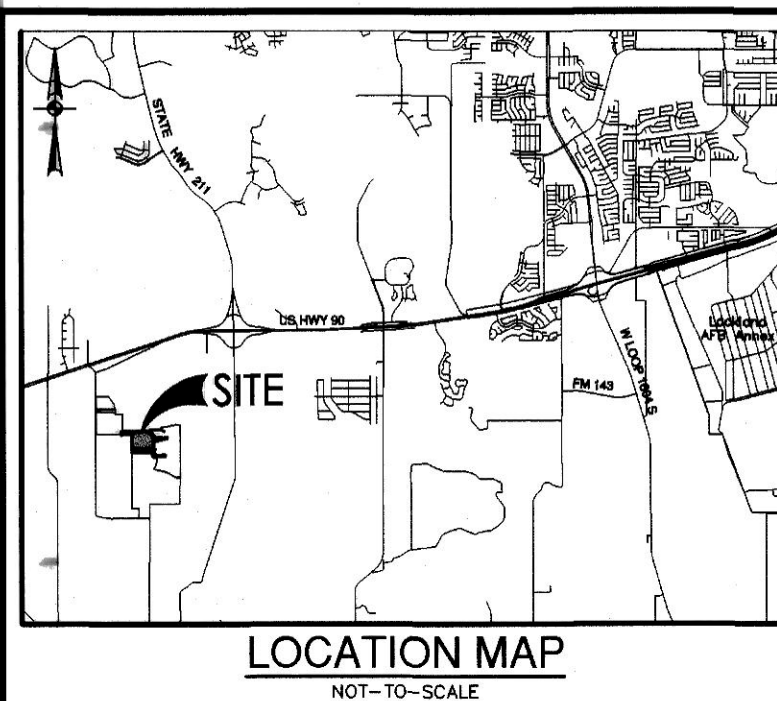 STATE HWY 211
US HWY 90
SITE
W LOOP 1604 S
FM 143
Lackland
AFB Annex
LOCATION MAP
NOT-TO-SCALE